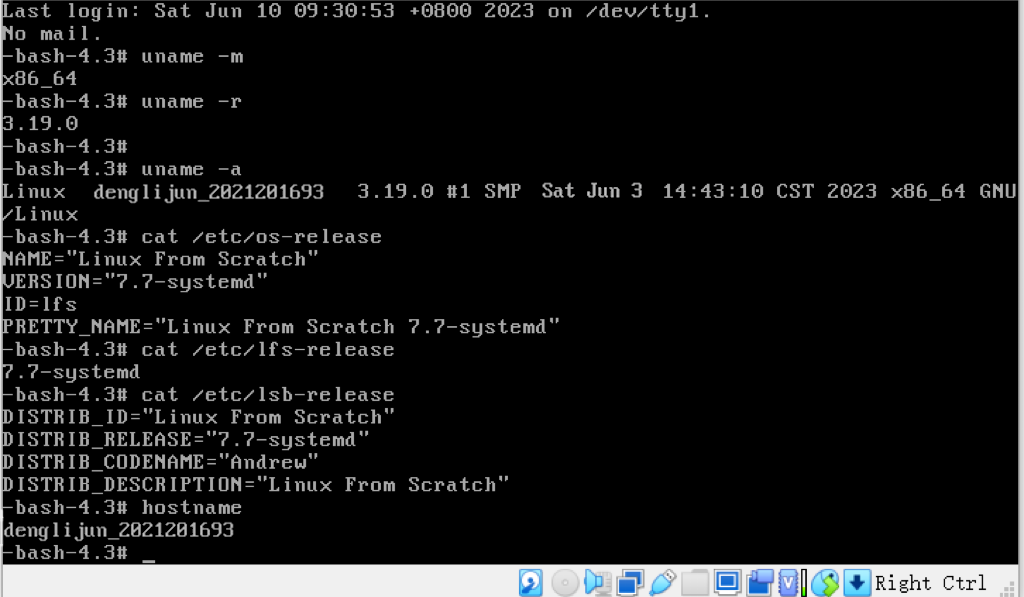 Last login: Sat Jun 10 09:30:53 +0800 2023 on /dev/tty1.
No mail.
-bash-4.3# uname -m
x86_64
-bash-4.3# uname -r
3.19.0
-bash-4.3#
-bash-4.3# uname -a
Linux denglijun_2021201693 3.19.0 #1 SMP Sat Jun 3 14:43:10 CST 2023 x86_64 GNU
/Linux
-bash-4.3# cat /etc/os-release
NAME="Linux From Scratch"
VERSION="7.7-systemd"
ID=lfs
PRETTY_NAME="Linux From Scratch 7.7-systemd"
-bash-4.3# cat /etc/lfs-release
7.7-systemd
-bash-4.3# cat /etc/lsb-release
DISTRIB_ID="Linux From Scratch"
DISTRIB_RELEASE="7.7-systemd"
DISTRIB_CODENAME="Andrew"
DISTRIB_DESCRIPTION="Linux From Scratch"
-bash-4.3# hostname
denglijun_2021201693
-bash-4.3# _
Right Ctrl